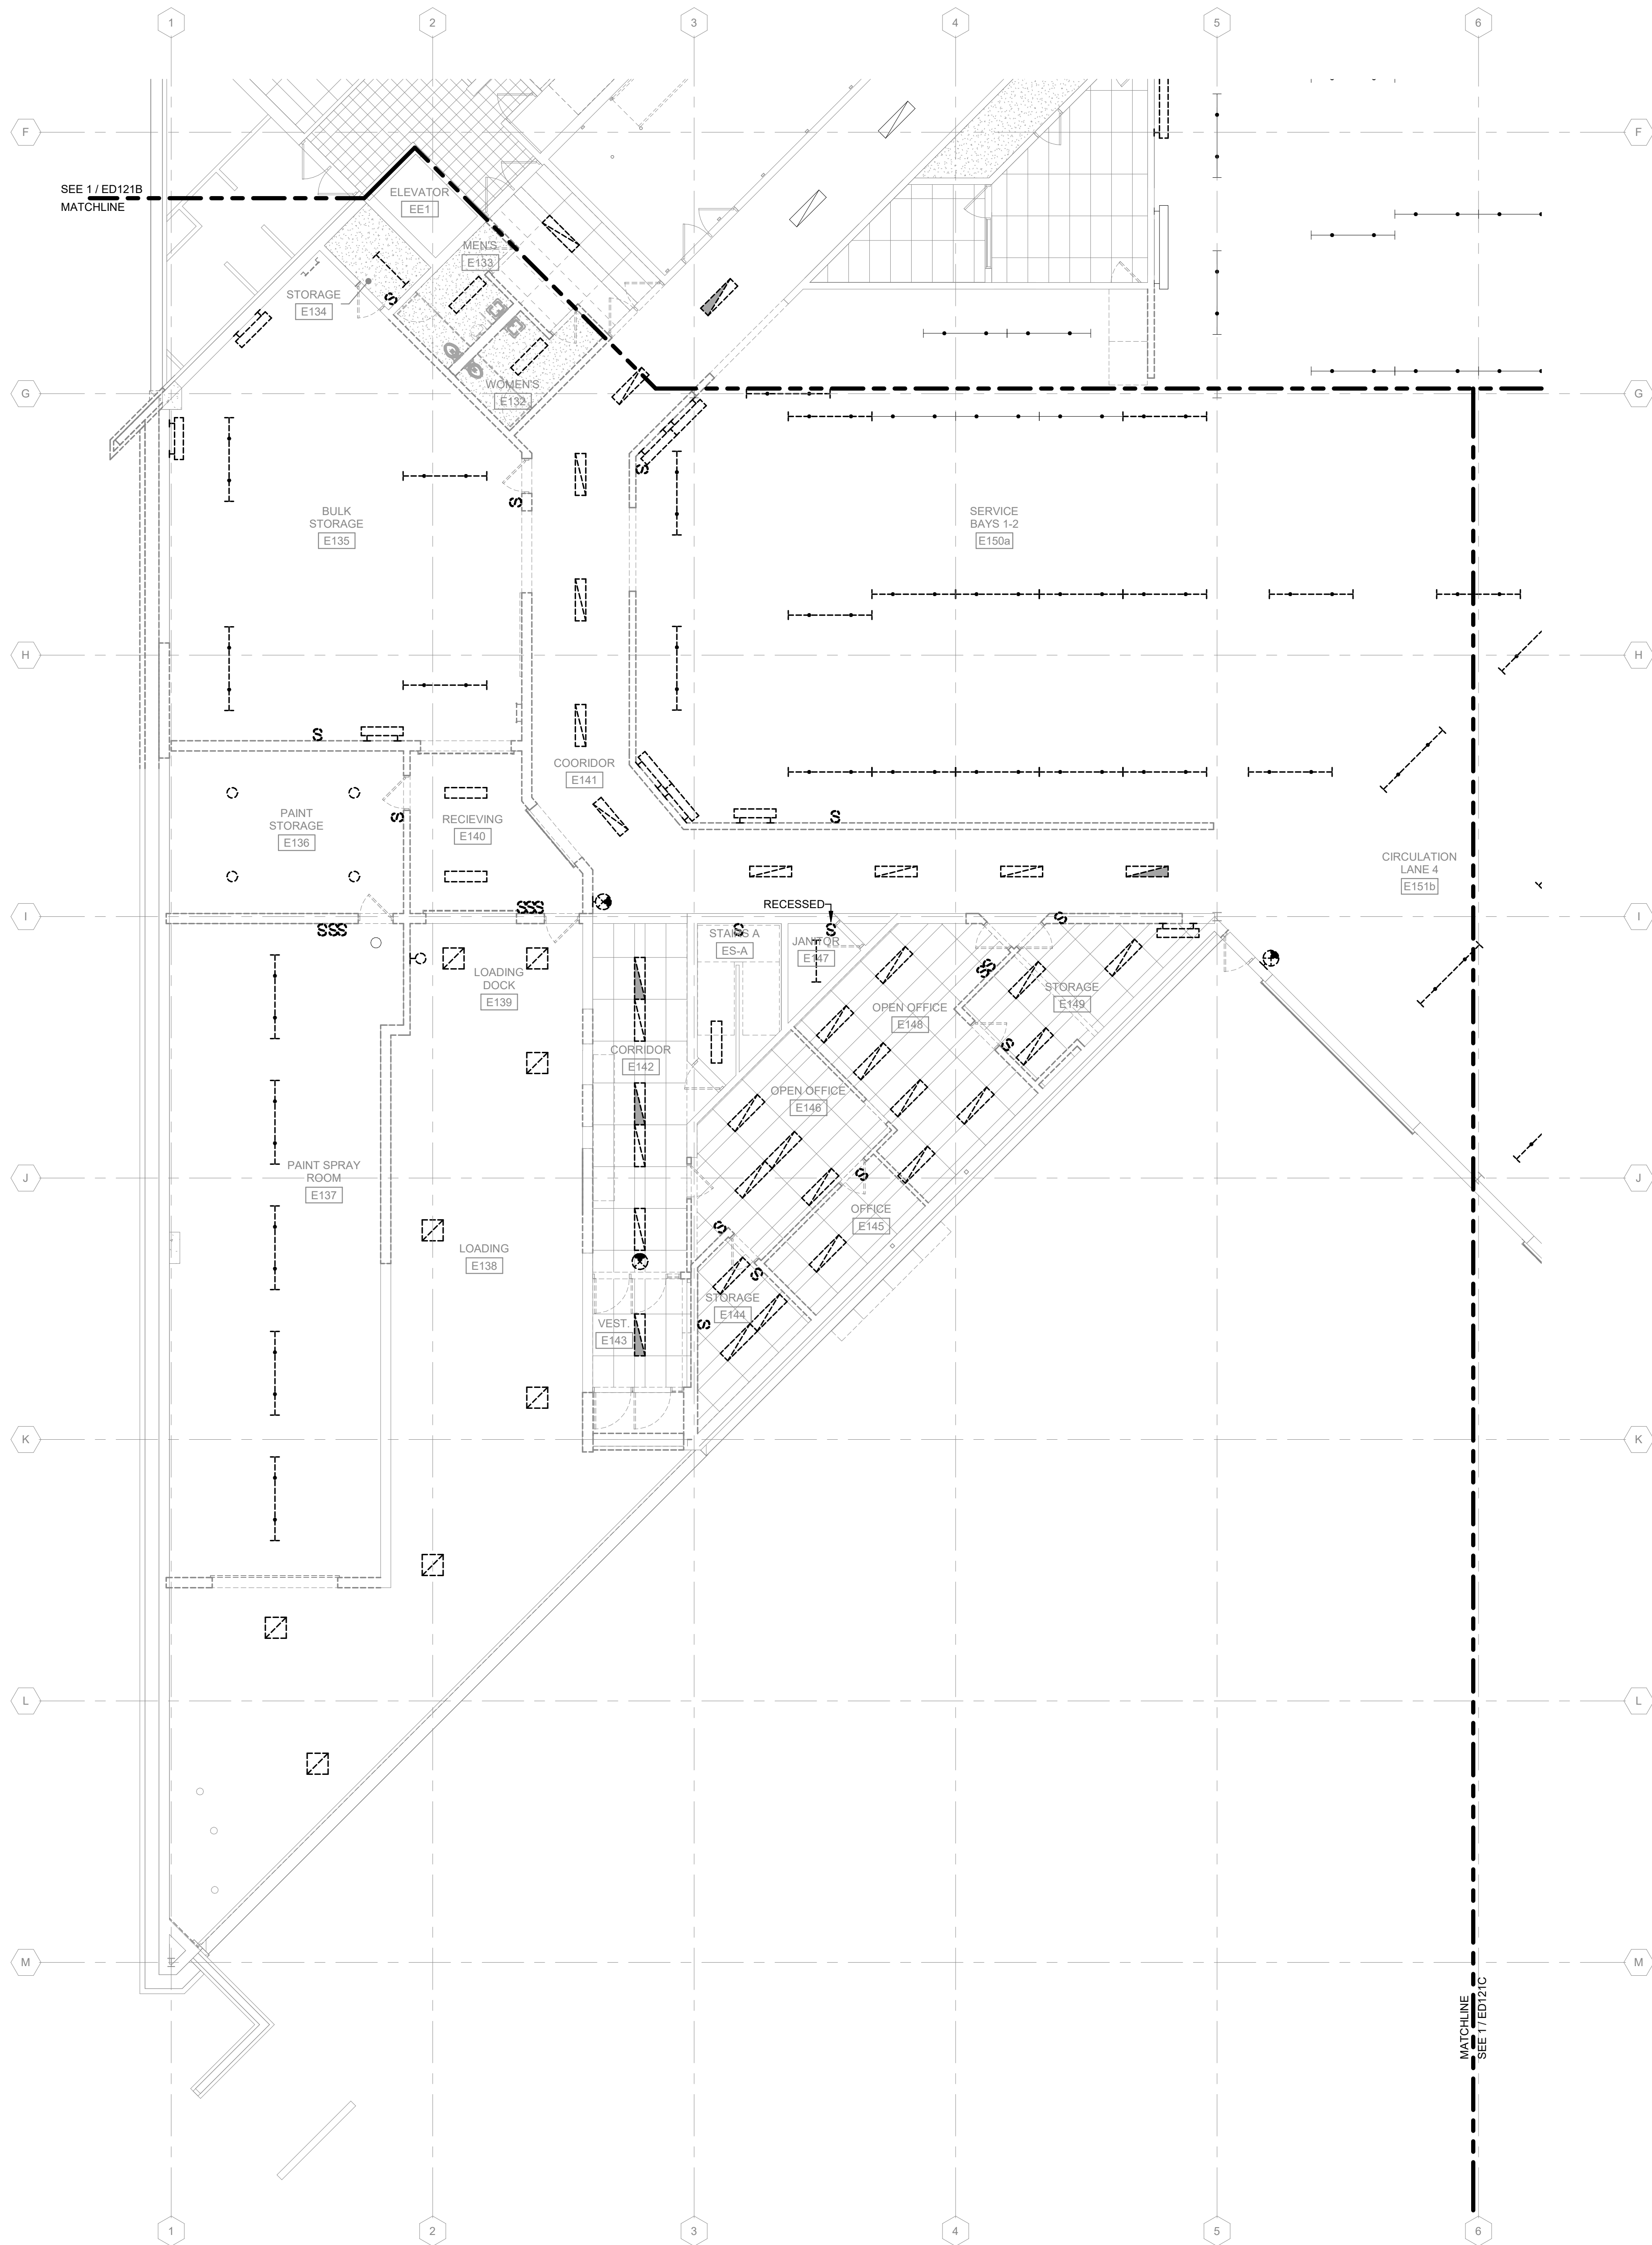 1 2 3 4 5 6
F F
SEE 1 / ED121B
MATCHLINE
ELEVATOR
EE1
MEN'S
E133
STORAGE
E134
WOMEN'S
E132
G G
BULK
STORAGE
E135
SERVICE
BAYS 1-2
E150a
S
S
S
H H
S
COORIDOR
E141
PAINT
STORAGE
E136
S
RECIEVING
E140
S
CIRCULATION
LANE 4
E151b
RECESSED
I I
SSS
SSS
S
S
S
STAIRS A
ES-A
JANITOR
E147
LOADING
DOCK
E139
SS
STORAGE
E149
OPEN OFFICE
E148
S
CORRIDOR
E142
OPEN OFFICE
E146
J J
PAINT SPRAY
ROOM
E137
S
OFFICE
E145
S
LOADING
E138
S
STORAGE
E144
S
VEST.
E143
K K
L L
M M
MATCHLINE
SEE 1 / ED121C
1 2 3 4 5 6